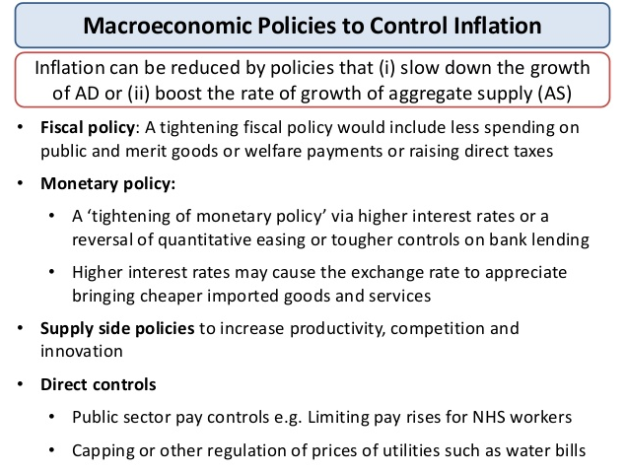 Macroeconomic Policies to Control Inflation
Inflation can be reduced by policies that (i) slow down the growth
of AD or (ii) boost the rate of growth of aggregate supply (AS)
• Fiscal policy: A tightening fiscal policy would include less spending on
public and merit goods or welfare payments or raising direct taxes
• Monetary policy:
• A ‘tightening of monetary policy’ via higher interest rates or a
reversal of quantitative easing or tougher controls on bank lending
• Higher interest rates may cause the exchange rate to appreciate
bringing cheaper imported goods and services
• Supply side policies to increase productivity, competition and
innovation
• Direct controls
• Public sector pay controls e.g. Limiting pay rises for NHS workers
• Capping or other regulation of prices of utilities such as water bills